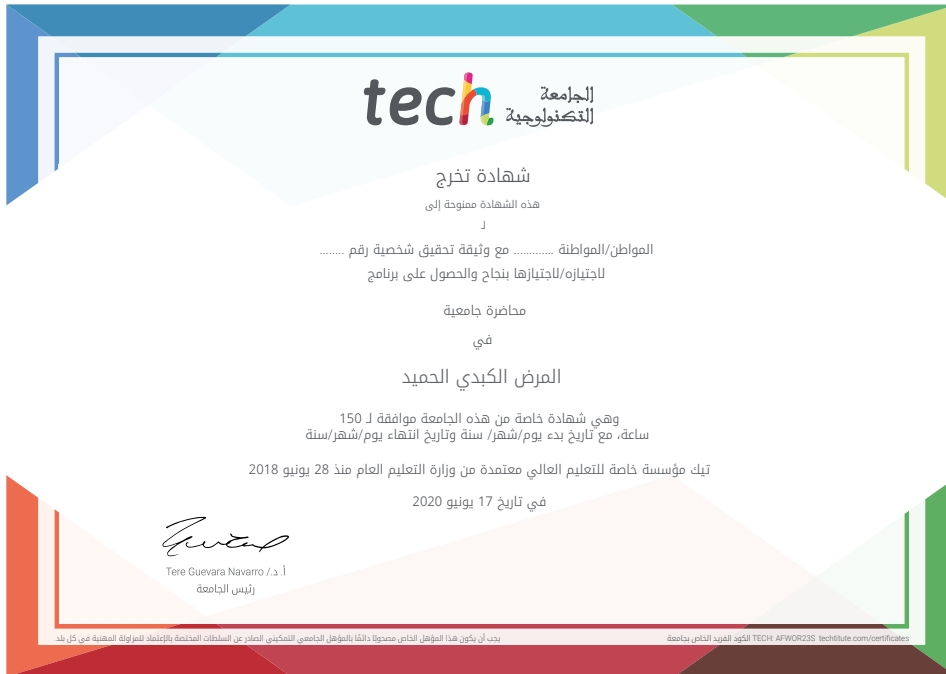 tech الجامعة
التكنولوجية
شهادة تخرج
هذه الشهادة ممنوحة إلى
لـ
المواطن/المواطنة ............ مع وثيقة تحقيق شخصية رقم ........
لاجتيازه/لاجتيازها بنجاح والحصول على برنامج
محاضرة جامعية
في
المرض الكبدي الحميد
وهي شهادة خاصة من هذه الجامعة موافقة لـ 150
ساعة، مع تاريخ بدء يوم/شهر/ سنة وتاريخ انتهاء يوم/شهر/سنة
تيك مؤسسة خاصة للتعليم العالي معتمدة من وزارة التعليم العام منذ 28 يونيو 2018
في تاريخ 17 يونيو 2020
أ. د./ Tere Guevara Navarro
رئيس الجامعة
يجب أن يكون هذا المؤهل الخاص مصحوبًا دائمًا بالمؤهل الجامعي التمكيني الصادر عن السلطات المختصة بالإعتماد للمزاولة المهنية في كل بلد.
الكود الفريد الخاص بجامعة TECH: AFWOR23S techtitute.com/certificates